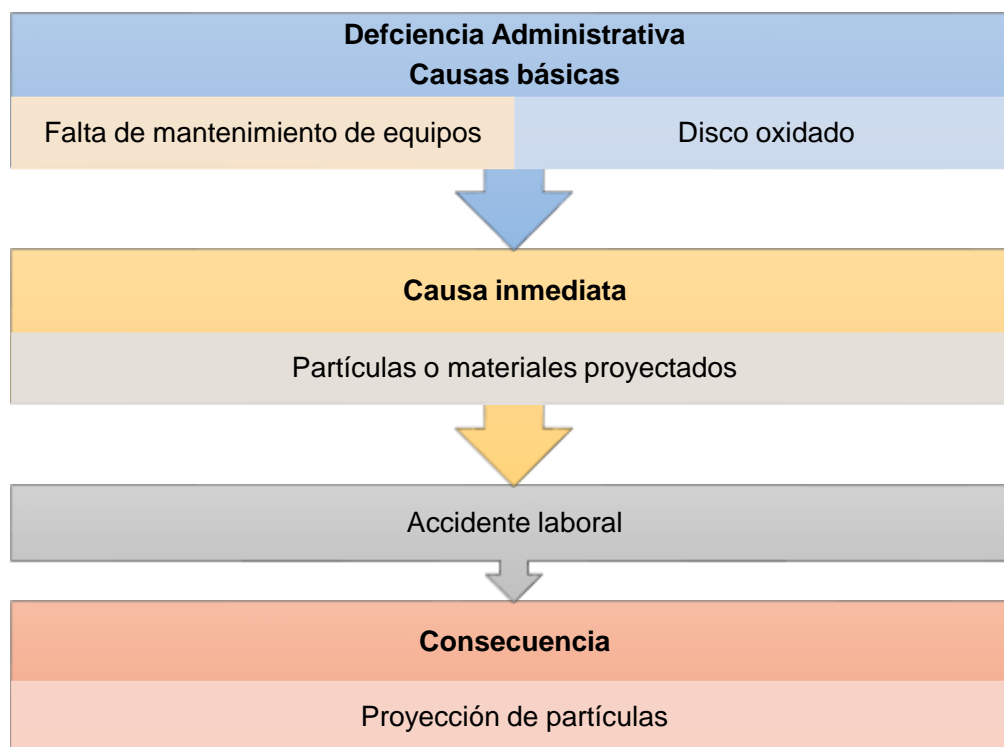 Defciencia Administrativa
Causas básicas
Falta de mantenimiento de equipos
Disco oxidado
Causa inmediata
Partículas o materiales proyectados
Accidente laboral
Consecuencia
Proyección de partículas